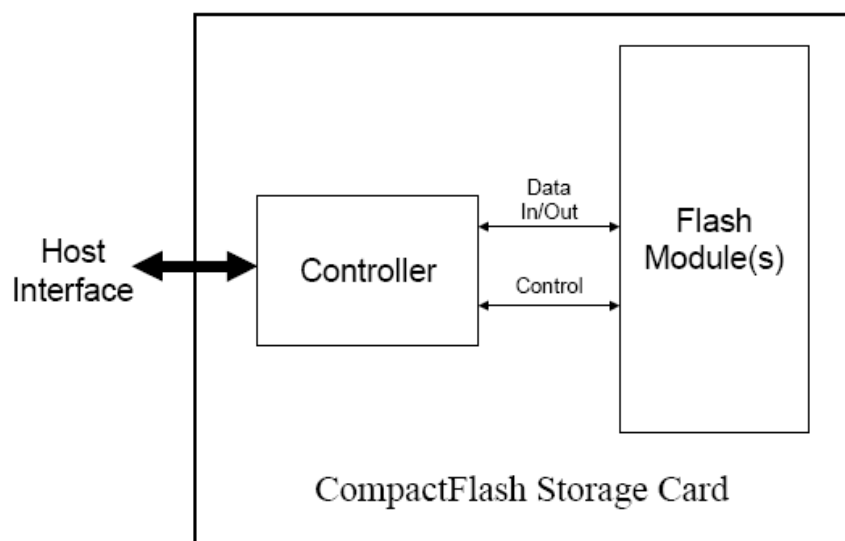 Host
Interface
Controller
Data
In/Out
Control
Flash
Module(s)
CompactFlash Storage Card